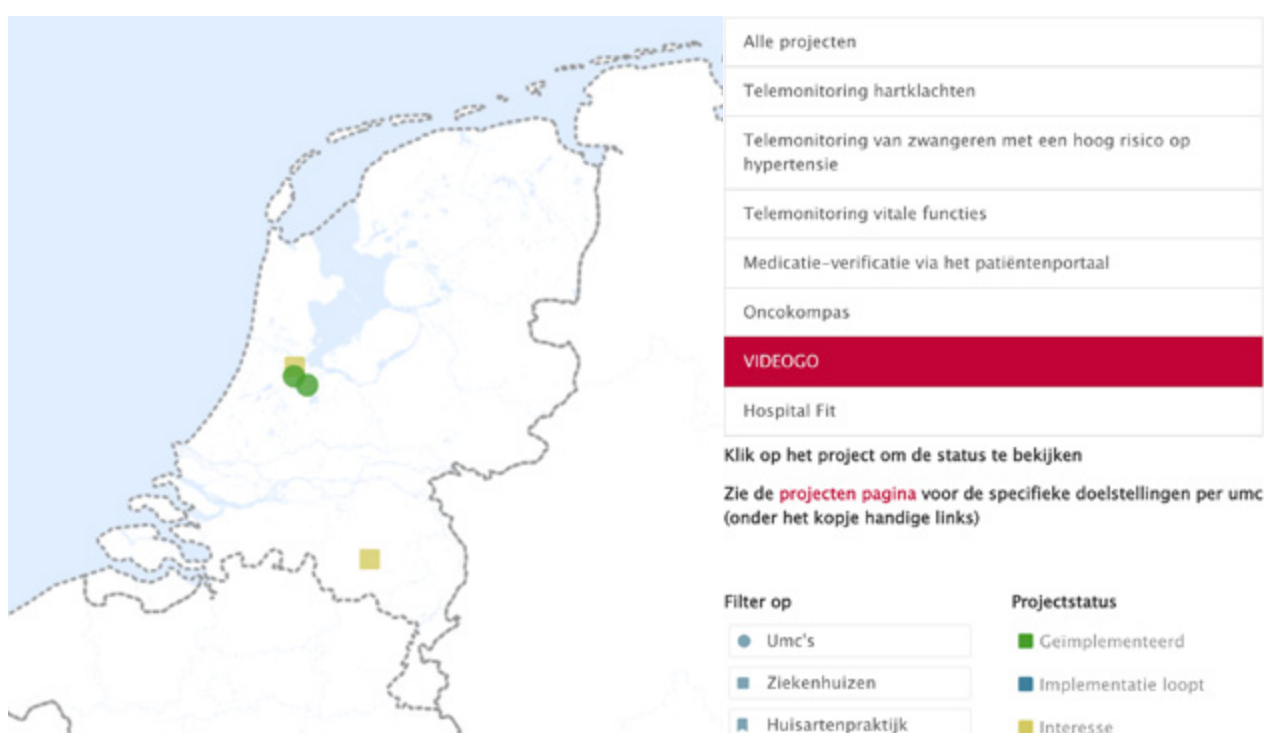 Alle projecten
Telemonitoring hartklachten
Telemonitoring van zwangeren met een hoog risico op
hypertensie
Telemonitoring vitale functies
Medicatie-verificatie via het patiëntenportaal
Oncokompas
VIDEOGO
Hospital Fit
Klik op het project om de status te bekijken
Zie de projecten pagina voor de specifieke doelstellingen per umc
(onder het kopje handige links)
Filter op
Umc's
Ziekenhuizen
Huisartenpraktijk
Projectstatus
Geïmplementeerd
Implementatie loopt
Interesse